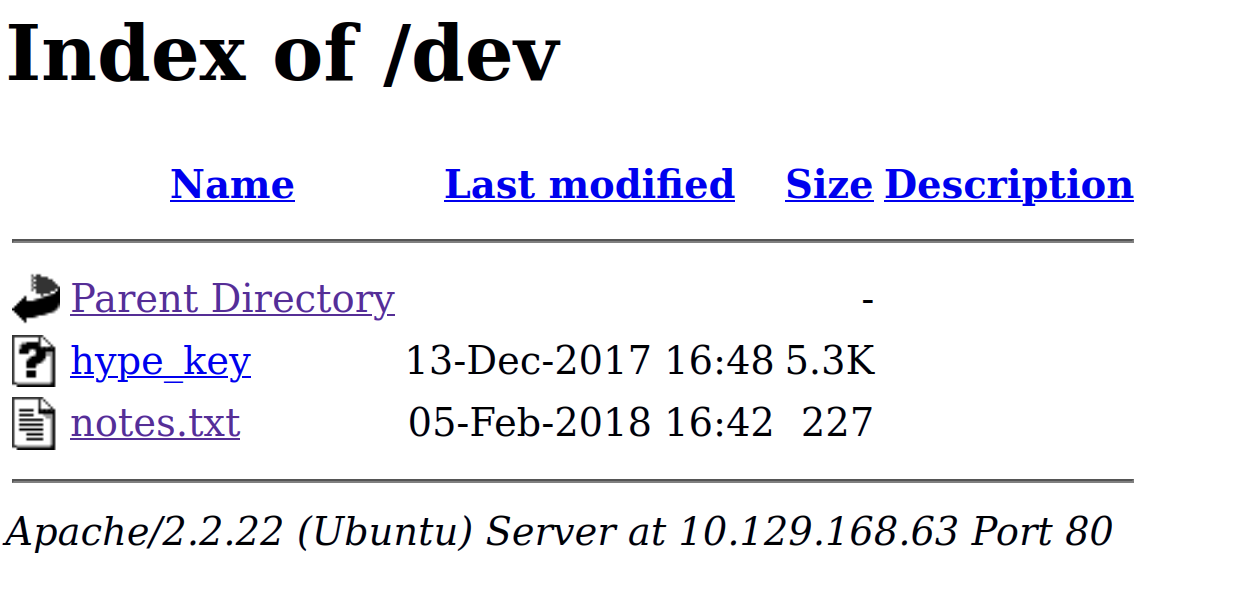 Index of /dev
Name Last modified Size Description
Parent Directory -
hype_key 13-Dec-2017 16:48 5.3K
notes.txt 05-Feb-2018 16:42 227
Apache/2.2.22 (Ubuntu) Server at 10.129.168.63 Port 80